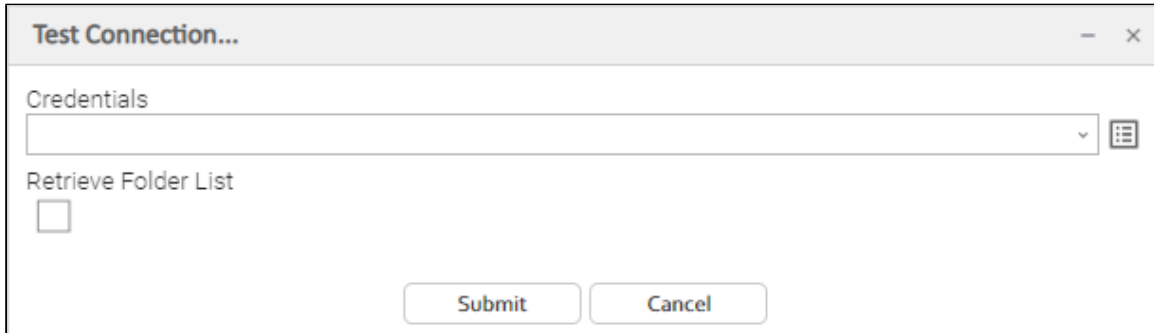 Test Connection...
Credentials
Retrieve Folder List
Submit Cancel